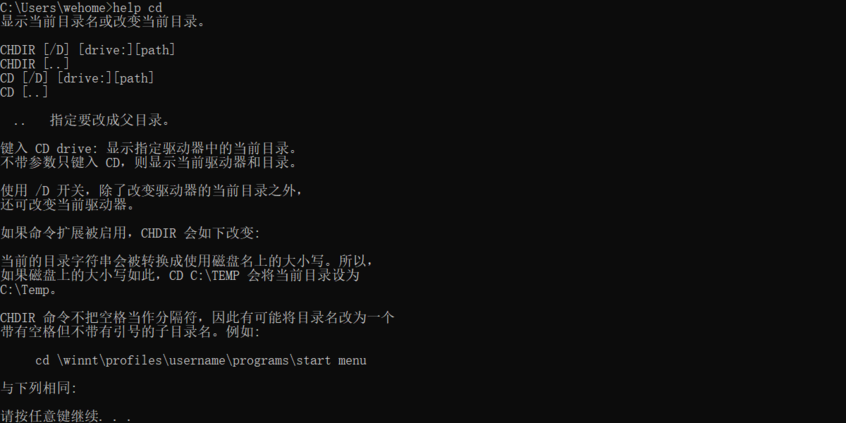 C:\Users\wehome>help cd
显示当前目录名或改变当前目录。
CHDIR [/D] [drive:][path]
CHDIR [..]
CD [/D] [drive:][path]
CD [..]
.. 指定要改成父目录。
键入 CD drive: 显示指定驱动器中的当前目录。
不带参数只键入 CD，则显示当前驱动器和目录。
使用 /D 开关，除了改变驱动器的当前目录之外，
还可改变当前驱动器。
如果命令扩展被启用，CHDIR 会如下改变:
当前的目录字符串会被转换成使用磁盘名上的大小写。所以，
如果磁盘上的大小写如此，CD C:\TEMP 会将当前目录设为
C:\Temp。
CHDIR 命令不把空格当作分隔符，因此有可能将目录名改为一个
带有空格但不带有引号的子目录名。例如:
cd \winnt\profiles\username\programs\start menu
与下列相同:
请按任意键继续. . .